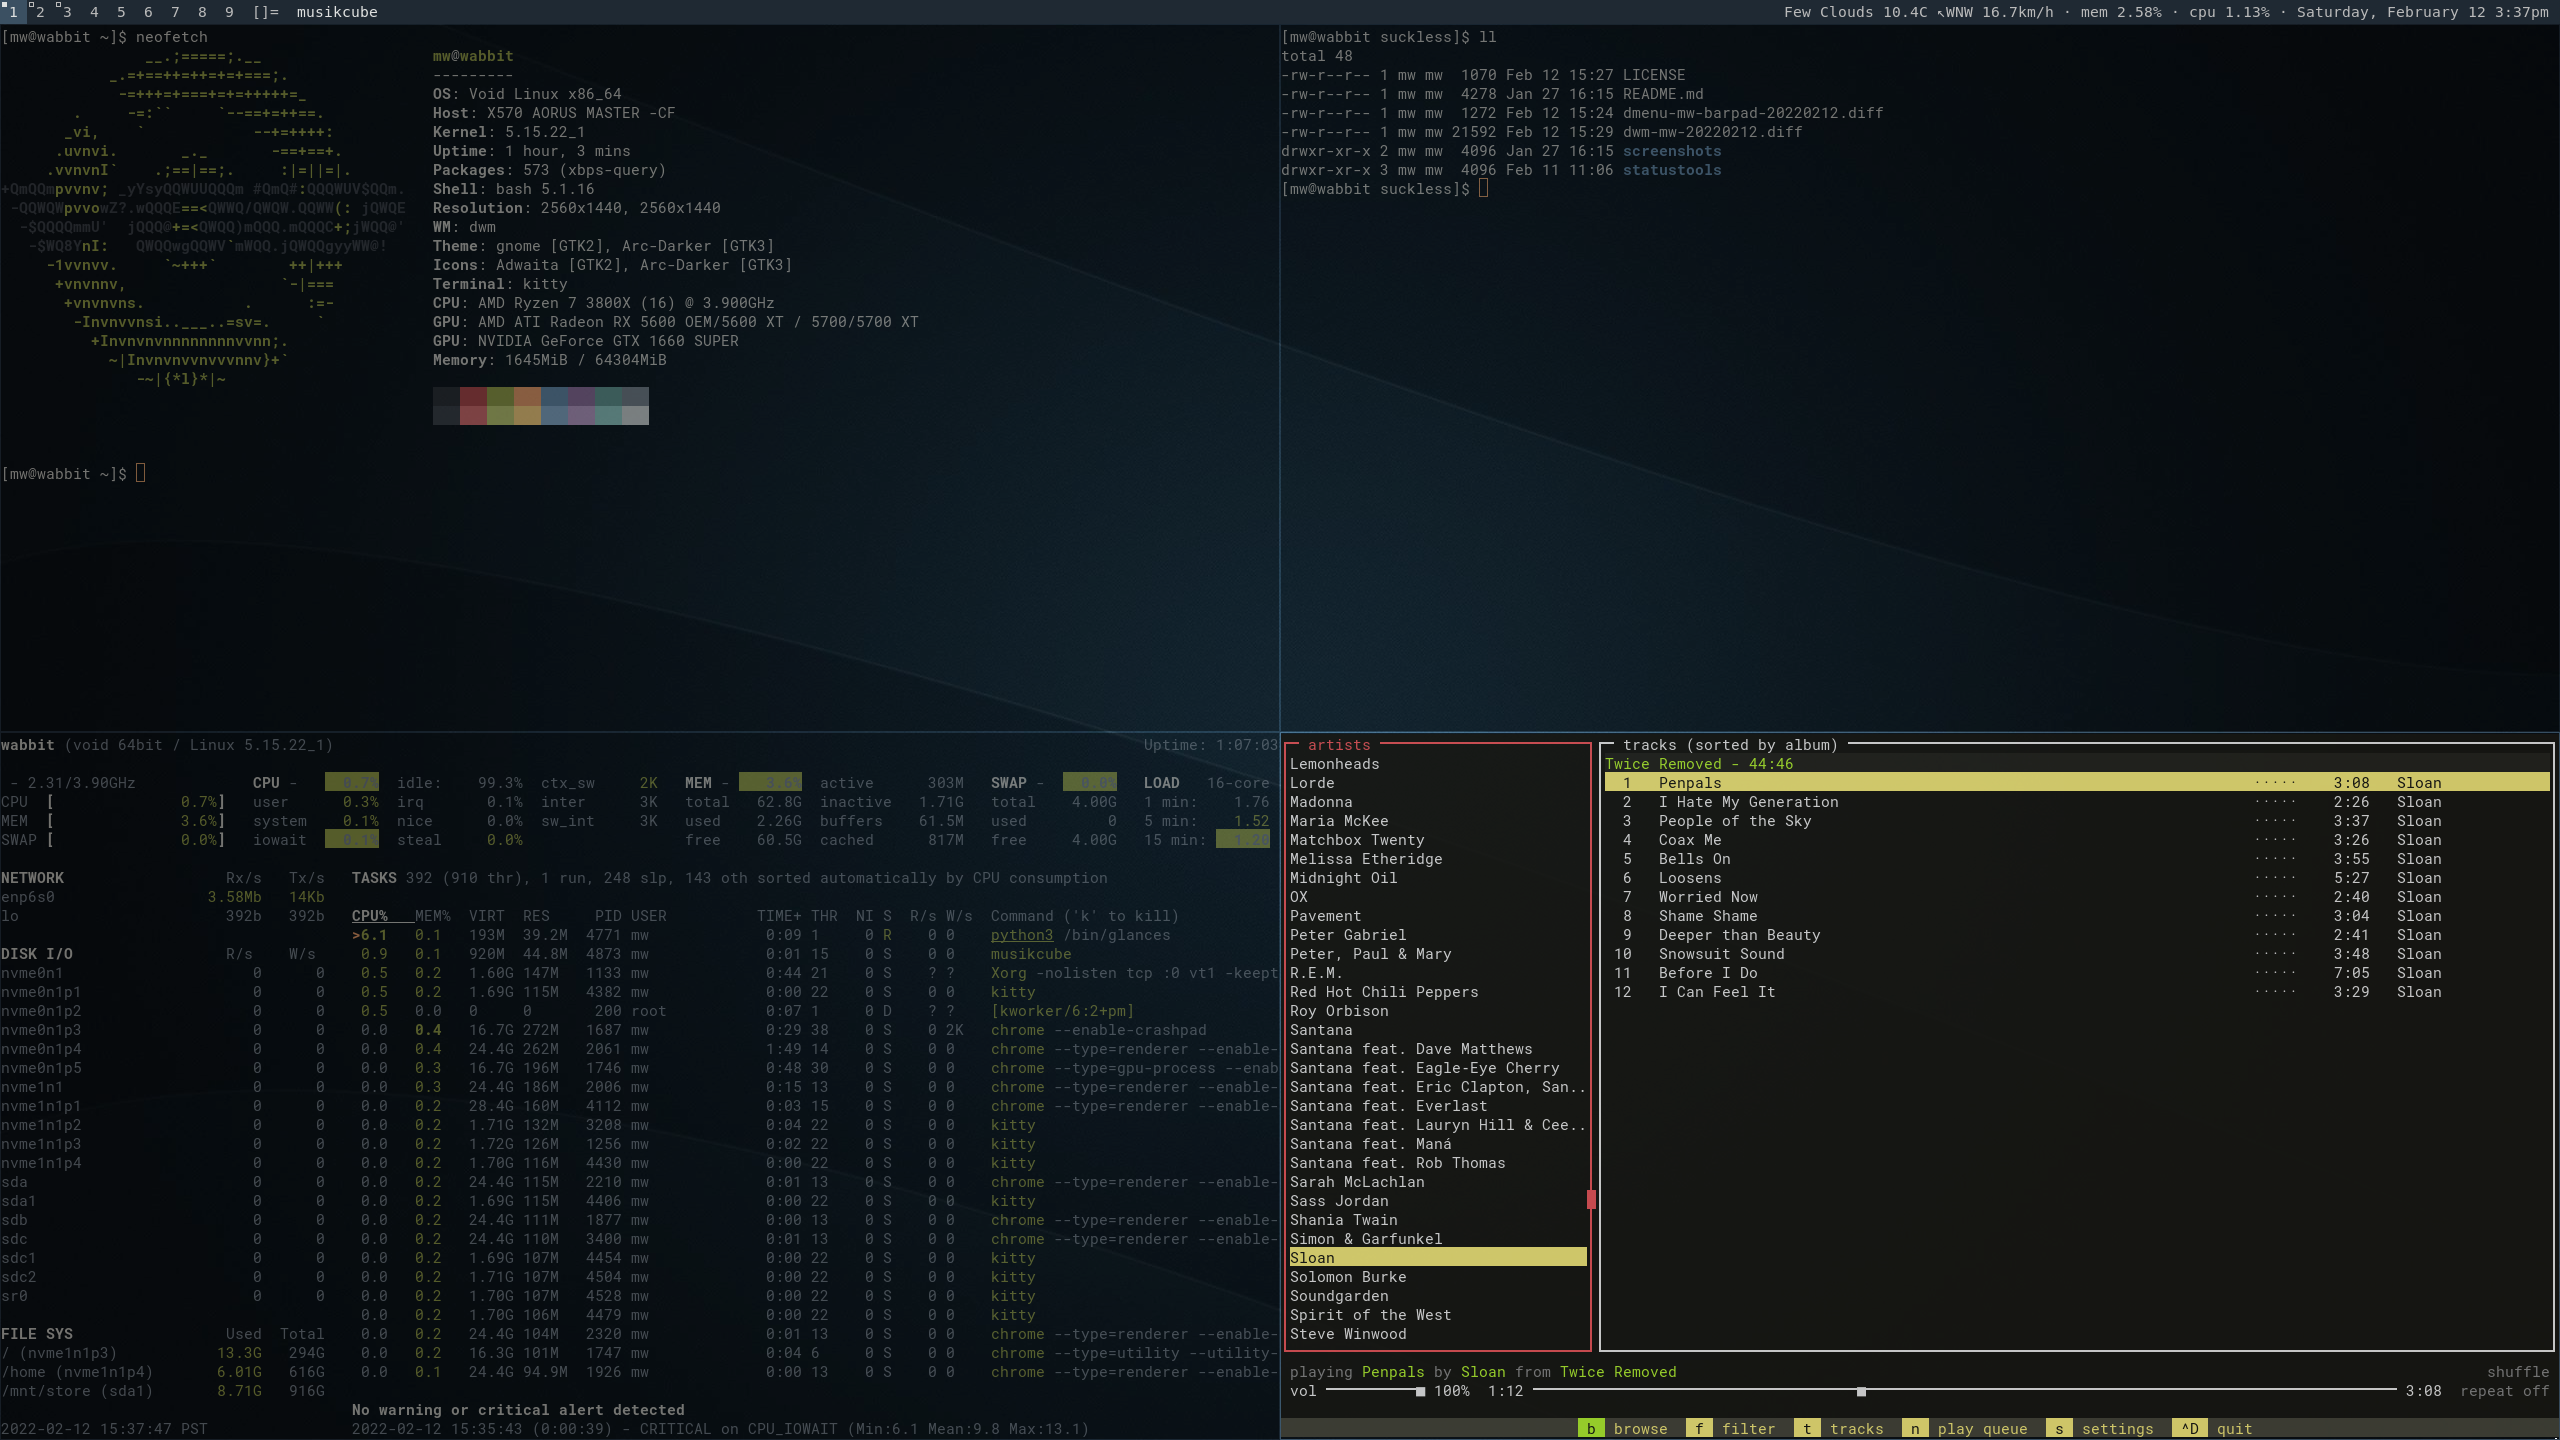 1 2 3 4 5 6 7 8 9 []= musikcube
Few Clouds 10.4C ↖WNW 16.7km/h · mem 2.58% · cpu 1.13% · Saturday, February 12 3:37pm
[mw@wabbit ~]$ neofetch
mw@wabbit
---------
OS: Void Linux x86_64
Host: X570 AORUS MASTER -CF
Kernel: 5.15.22_1
Uptime: 1 hour, 3 mins
Packages: 573 (xbps-query)
Shell: bash 5.1.16
Resolution: 2560x1440, 2560x1440
WM: dwm
Theme: gnome [GTK2], Arc-Darker [GTK3]
Icons: Adwaita [GTK2], Arc-Darker [GTK3]
Terminal: kitty
CPU: AMD Ryzen 7 3800X (16) @ 3.900GHz
GPU: AMD ATI Radeon RX 5600 OEM/5600 XT / 5700/5700 XT
GPU: NVIDIA GeForce GTX 1660 SUPER
Memory: 1645MiB / 64304MiB
[mw@wabbit ~]$
[mw@wabbit suckless]$ ll
total 48
-rw-r--r-- 1 mw mw  1070 Feb 12 15:27 LICENSE
-rw-r--r-- 1 mw mw  4278 Jan 27 16:15 README.md
-rw-r--r-- 1 mw mw  1272 Feb 12 15:24 dmenu-mw-barpad-20220212.diff
-rw-r--r-- 1 mw mw 21592 Feb 12 15:29 dwm-mw-20220212.diff
drwxr-xr-x 2 mw mw  4096 Jan 27 16:15 screenshots
drwxr-xr-x 3 mw mw  4096 Feb 11 11:06 statustools
[mw@wabbit suckless]$
wabbit (void 64bit / Linux 5.15.22_1) Uptime: 1:07:03
- 2.31/3.90GHz CPU - 0.7% idle: 99.3% ctx_sw 2K MEM - 3.6% active 303M SWAP - 0.0% LOAD 16-core
CPU [ 0.7%] user 0.3% irq 0.1% inter 3K total 62.8G inactive 1.71G total 4.00G 1 min: 1.76
MEM [ 3.6%] system 0.1% nice 0.0% sw_int 3K used 2.26G buffers 61.5M used 0 5 min: 1.52
SWAP [ 0.0%] iowait 0.1% steal 0.0% free 60.5G cached 817M free 4.00G 15 min: 1.20
NETWORK Rx/s Tx/s
enp6s0 3.58Mb 14Kb
lo 392b 392b
DISK I/O R/s W/s
nvme0n1 0 0
nvme0n1p1 0 0
nvme0n1p2 0 0
nvme0n1p3 0 0
nvme0n1p4 0 0
nvme0n1p5 0 0
nvme1n1 0 0
nvme1n1p1 0 0
nvme1n1p2 0 0
nvme1n1p3 0 0
nvme1n1p4 0 0
sda 0 0
sda1 0 0
sdb 0 0
sdc 0 0
sdc1 0 0
sdc2 0 0
sr0 0 0
FILE SYS Used Total
/ (nvme1n1p3) 13.3G 294G
/home (nvme1n1p4) 6.01G 616G
/mnt/store (sda1) 8.71G 916G
2022-02-12 15:37:47 PST
TASKS 392 (910 thr), 1 run, 248 slp, 143 oth sorted automatically by CPU consumption
CPU% MEM% VIRT RES PID USER TIME+ THR NI S R/s W/s Command ('k' to kill)
>6.1 0.1 193M 39.2M 4771 mw 0:09 1 0 R 0 0 python3 /bin/glances
0.9 0.1 920M 44.8M 4873 mw 0:01 15 0 S 0 0 musikcube
0.5 0.2 1.60G 147M 1133 mw 0:44 21 0 S ? ? Xorg -nolisten tcp :0 vt1 -keept
0.5 0.2 1.69G 115M 4382 mw 0:00 22 0 S 0 0 kitty
0.5 0.0 0 0 200 root 0:07 1 0 D ? ? [kworker/6:2+pm]
0.0 0.4 16.7G 272M 1687 mw 0:29 38 0 S 0 2K chrome --enable-crashpad
0.0 0.4 24.4G 262M 2061 mw 1:49 14 0 S 0 0 chrome --type=renderer --enable-
0.0 0.3 16.7G 196M 1746 mw 0:48 30 0 S 0 0 chrome --type=gpu-process --enab
0.0 0.3 24.4G 186M 2006 mw 0:15 13 0 S 0 0 chrome --type=renderer --enable-
0.0 0.2 28.4G 160M 4112 mw 0:03 15 0 S 0 0 chrome --type=renderer --enable-
0.0 0.2 1.71G 132M 3208 mw 0:04 22 0 S 0 0 kitty
0.0 0.2 1.72G 126M 1256 mw 0:02 22 0 S 0 0 kitty
0.0 0.2 1.70G 116M 4430 mw 0:00 22 0 S 0 0 kitty
0.0 0.2 24.4G 115M 2210 mw 0:01 13 0 S 0 0 chrome --type=renderer --enable-
0.0 0.2 1.69G 115M 4406 mw 0:00 22 0 S 0 0 kitty
0.0 0.2 24.4G 111M 1877 mw 0:00 13 0 S 0 0 chrome --type=renderer --enable-
0.0 0.2 24.4G 110M 3400 mw 0:01 13 0 S 0 0 chrome --type=renderer --enable-
0.0 0.2 1.69G 107M 4454 mw 0:00 22 0 S 0 0 kitty
0.0 0.2 1.71G 107M 4504 mw 0:00 22 0 S 0 0 kitty
0.0 0.2 1.70G 107M 4528 mw 0:00 22 0 S 0 0 kitty
0.0 0.2 1.70G 106M 4479 mw 0:00 22 0 S 0 0 kitty
0.0 0.2 24.4G 104M 2320 mw 0:01 13 0 S 0 0 chrome --type=renderer --enable-
0.0 0.2 16.3G 101M 1747 mw 0:04 6 0 S 0 0 chrome --type=utility --utility-
0.0 0.1 24.4G 94.9M 1926 mw 0:00 13 0 S 0 0 chrome --type=renderer --enable-
No warning or critical alert detected
2022-02-12 15:35:43 (0:00:39) - CRITICAL on CPU_IOWAIT (Min:6.1 Mean:9.8 Max:13.1)
artists
Lemonheads
Lorde
Madonna
Maria McKee
Matchbox Twenty
Melissa Etheridge
Midnight Oil
OX
Pavement
Peter Gabriel
Peter, Paul & Mary
R.E.M.
Red Hot Chili Peppers
Roy Orbison
Santana
Santana feat. Dave Matthews
Santana feat. Eagle-Eye Cherry
Santana feat. Eric Clapton, San..
Santana feat. Everlast
Santana feat. Lauryn Hill & Cee..
Santana feat. Maná
Santana feat. Rob Thomas
Sarah McLachlan
Sass Jordan
Shania Twain
Simon & Garfunkel
Sloan
Solomon Burke
Soundgarden
Spirit of the West
Steve Winwood
tracks (sorted by album)
Twice Removed - 44:46
1 Penpals ····· 3:08 Sloan
2 I Hate My Generation ····· 2:26 Sloan
3 People of the Sky ····· 3:37 Sloan
4 Coax Me ····· 3:26 Sloan
5 Bells On ····· 3:55 Sloan
6 Loosens ····· 5:27 Sloan
7 Worried Now ····· 2:40 Sloan
8 Shame Shame ····· 3:04 Sloan
9 Deeper than Beauty ····· 2:41 Sloan
10 Snowsuit Sound ····· 3:48 Sloan
11 Before I Do ····· 7:05 Sloan
12 I Can Feel It ····· 3:29 Sloan
playing Penpals by Sloan from Twice Removed shuffle
vol 100% 1:12 3:08 repeat off
b browse f filter t tracks n play queue s settings ^D quit